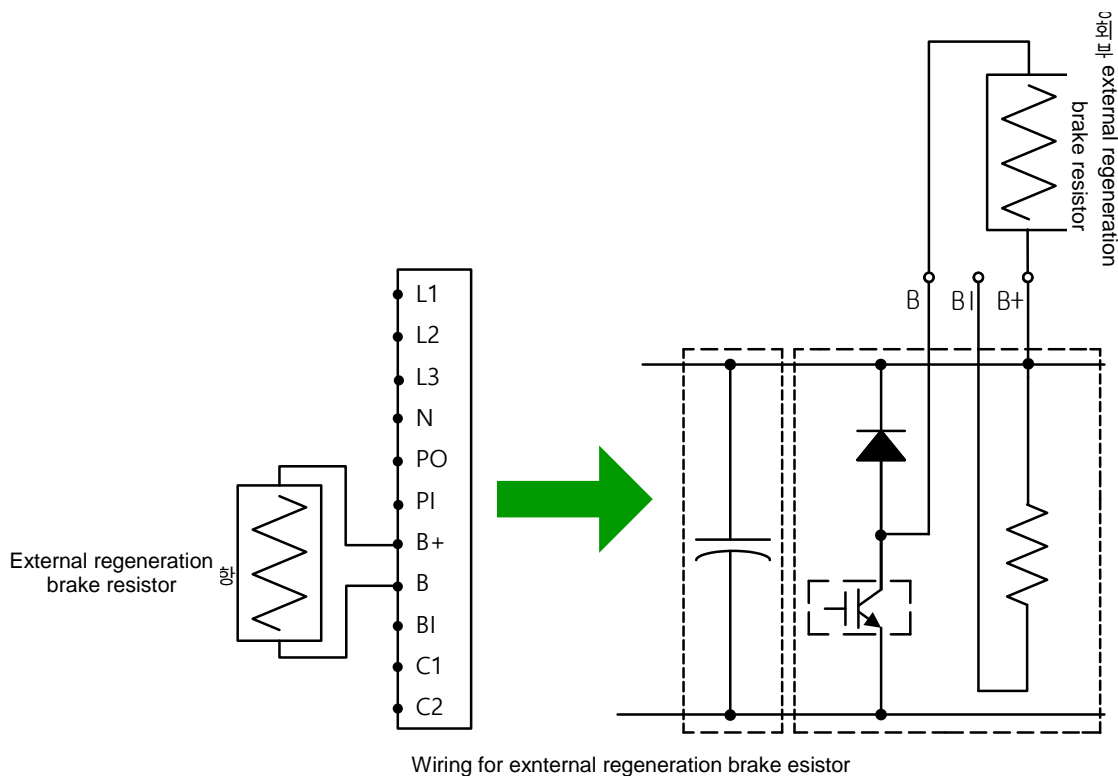 external regeneration
brake resistor
B BI B+
L1
L2
L3
N
PO
PI
B+
B
BI
C1
C2
External regeneration
brake resistor
Wiring for exnternal regeneration brake esistor